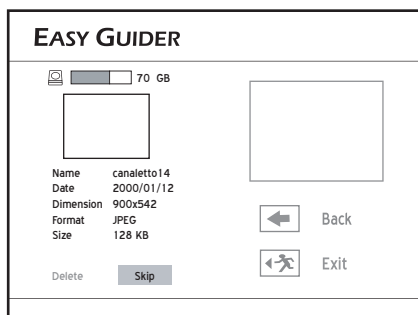 EASY GUIDER
70 GB
Name canaletto14
Date 2000/01/12
Dimension 900x542
Format JPEG
Size 128 KB
Delete Skip
Back
Exit